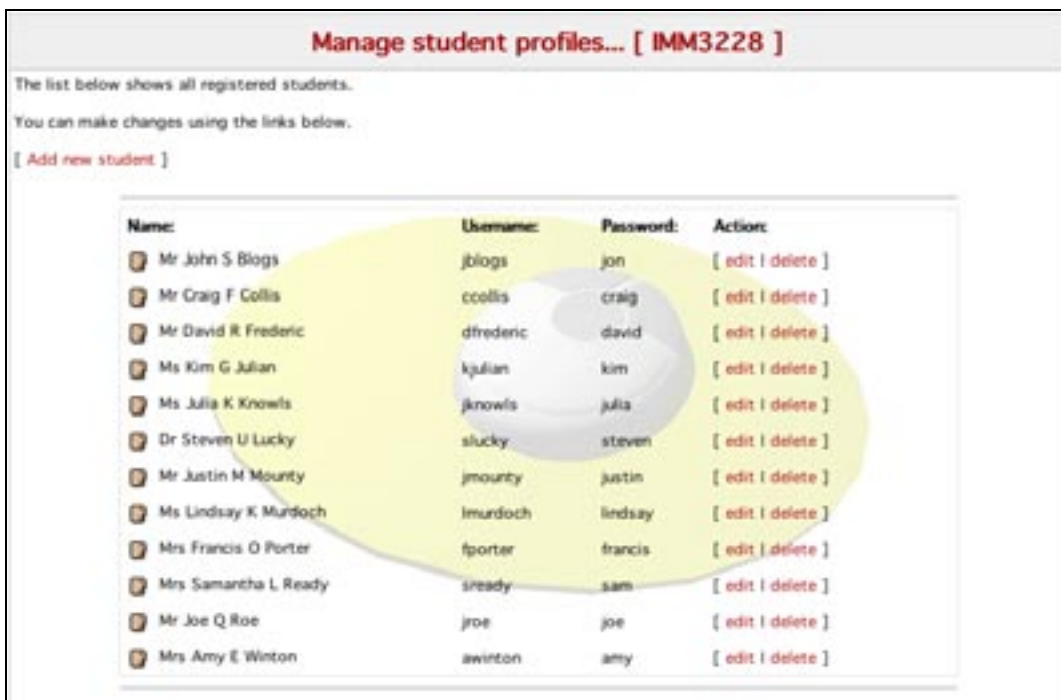 Manage student profiles... [ IMM3228 ]
The list below shows all registered students.
You can make changes using the links below.
[ Add new student ]
Name: Username: Password: Action:
Mr John S Blogs jblogs jon [ edit | delete ]
Mr Craig F Collis ccollis craig [ edit | delete ]
Mr David R Frederic dfrederic david [ edit | delete ]
Ms Kim G Julian kjulian kim [ edit | delete ]
Ms Julia K Knowls jknowls julia [ edit | delete ]
Dr Steven U Lucky slucky steven [ edit | delete ]
Mr Justin M Mounty jmounty justin [ edit | delete ]
Ms Lindsay K Murdoch lmurdoch lindsay [ edit | delete ]
Mrs Francis O Porter fporter francis [ edit | delete ]
Mrs Samantha L Ready sready sam [ edit | delete ]
Mr Joe Q Roe jroe joe [ edit | delete ]
Mrs Amy E Winton awinton amy [ edit | delete ]